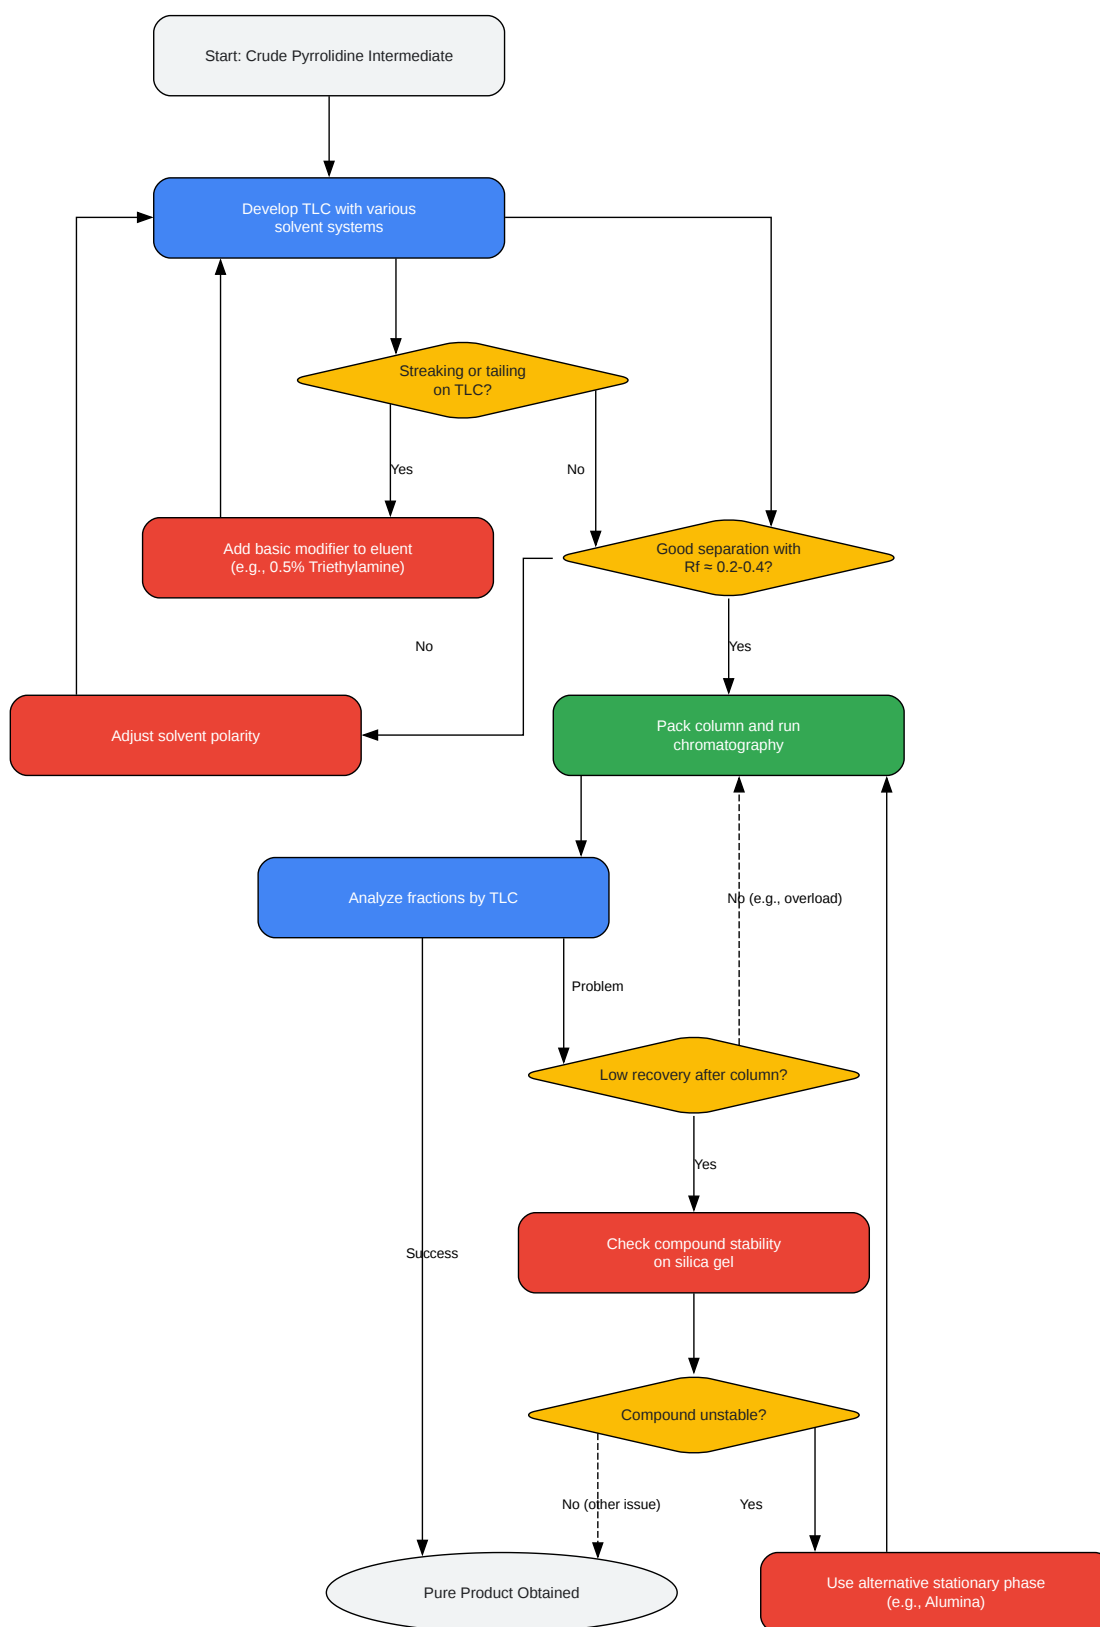 Start: Crude Pyrrolidine Intermediate
Develop TLC with various
solvent systems
Streaking or tailing
on TLC?
Yes
No
Add basic modifier to eluent
(e.g., 0.5% Triethylamine)
Good separation with
Rf ≈ 0.2-0.4?
No
Yes
Adjust solvent polarity
Pack column and run
chromatography
Analyze fractions by TLC
No (e.g., overload)
Problem
Low recovery after column?
Yes
Check compound stability
on silica gel
Success
Compound unstable?
No (other issue)
Yes
Pure Product Obtained
Use alternative stationary phase
(e.g., Alumina)